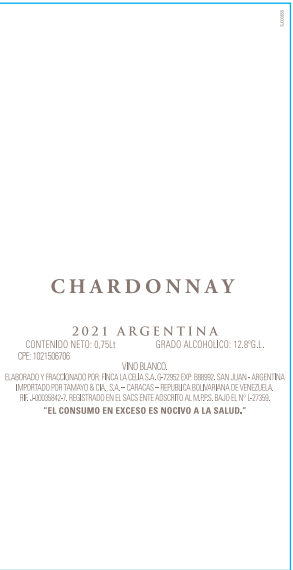 CHARDONNAY
2021 ARGENTINA
CONTENIDO NETO: 0,75Lt GRADO ALCOHOLICO: 12.8°G.L.
CPE: 1021506706
VINO BLANCO.
ELABORADO Y FRACCIONADO POR: FINCA LA CELIA S.A. G-72952 EXP: B88992. SAN JUAN - ARGENTINA
IMPORTADO POR TAMAYO & CIA., S.A. – CARACAS – REPUBLICA BOLIVARIANA DE VENEZUELA.
RIF. J-00035842-7. REGISTRADO EN EL SACS ENTE ADSCRITO AL M.P.P.S. BAJO EL N° L-27359.
"EL CONSUMO EN EXCESO ES NOCIVO A LA SALUD."